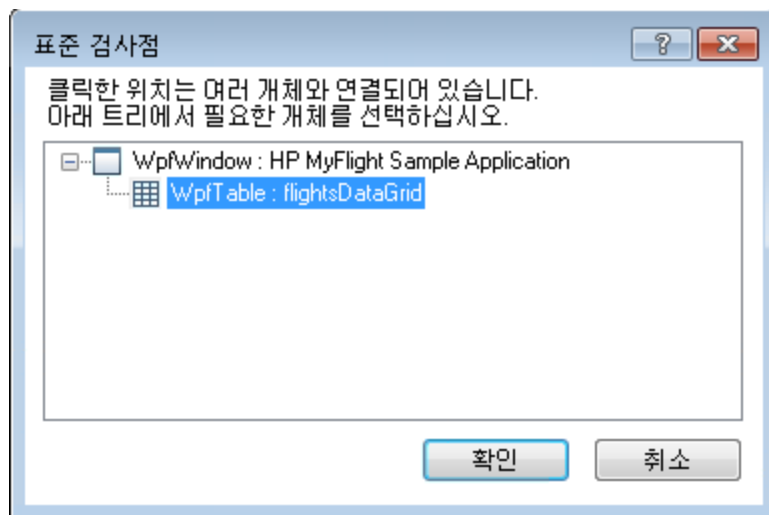 표준 검사점
클릭한 위치는 여러 개체와 연결되어 있습니다.
아래 트리에서 필요한 개체를 선택하십시오.
WpfWindow : HP MyFlight Sample Application
WpfTable : flightsDataGrid
확인
취소